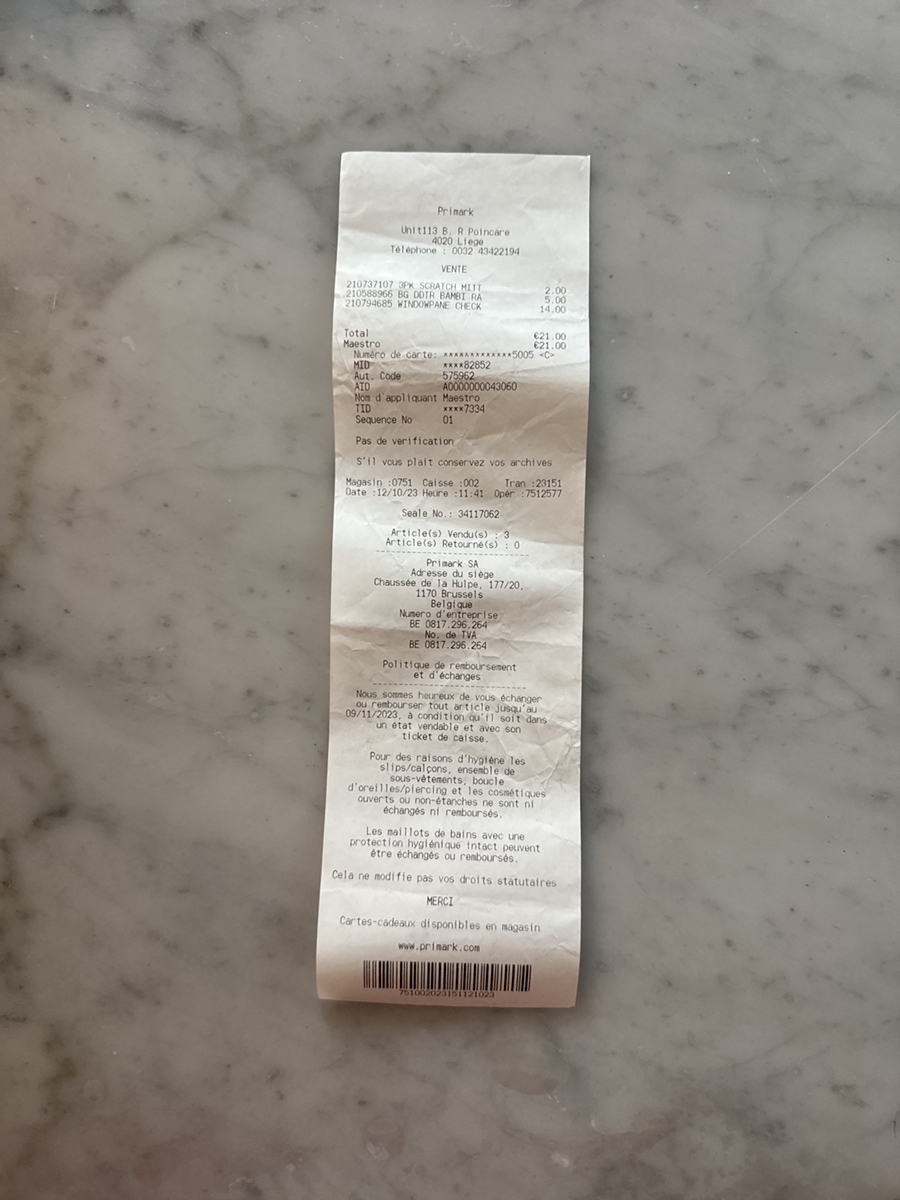 Primark
Unit113 B, R Poincare
4020 Liege
Téléphone : 0032 43422194
VENTE
210737107 3PK SCRATCH MITT 2.00
210588966 BG DDTR BAMBI RA 5.00
210794685 WINDOWPANE CHECK 14.00
Total €21.00
Maestro €21.00
Numéro de carte: *************5005 <C>
MID ****82852
Aut. Code 575962
AID A0000000043060
Nom d'appliquant Maestro
TID ****7334
Sequence No 01
Pas de verification
S'il vous plait conservez vos archives
Magasin :0751 Caisse :002 Tran :23151
Date :12/10/23 Heure :11:41 Opér :7512577
Seale No.: 34117062
Article(s) Vendu(s) : 3
Article(s) Retourné(s) : 0
Primark SA
Adresse du siège
Chaussée de la Hulpe, 177/20,
1170 Brussels
Belgique
Numero d'entreprise
BE 0817.296.264
No. de TVA
BE 0817.296.264
Politique de remboursement
et d'échanges
Nous sommes heureux de vous échanger
ou rembourser tout article jusqu'au
09/11/2023, à condition qu'il soit dans
un état vendable et avec son
ticket de caisse.
Pour des raisons d'hygiène les
slips/calçons, ensemble de
sous-vêtements, boucle
d'oreilles/piercing et les cosmétiques
ouverts ou non-étanches ne sont ni
échangés ni remboursés.
Les maillots de bains avec une
protection hygiénique intact peuvent
être échangés ou remboursés.
Cela ne modifie pas vos droits statutaires
MERCI
Cartes-cadeaux disponibles en magasin
www.primark.com
751002023151121023